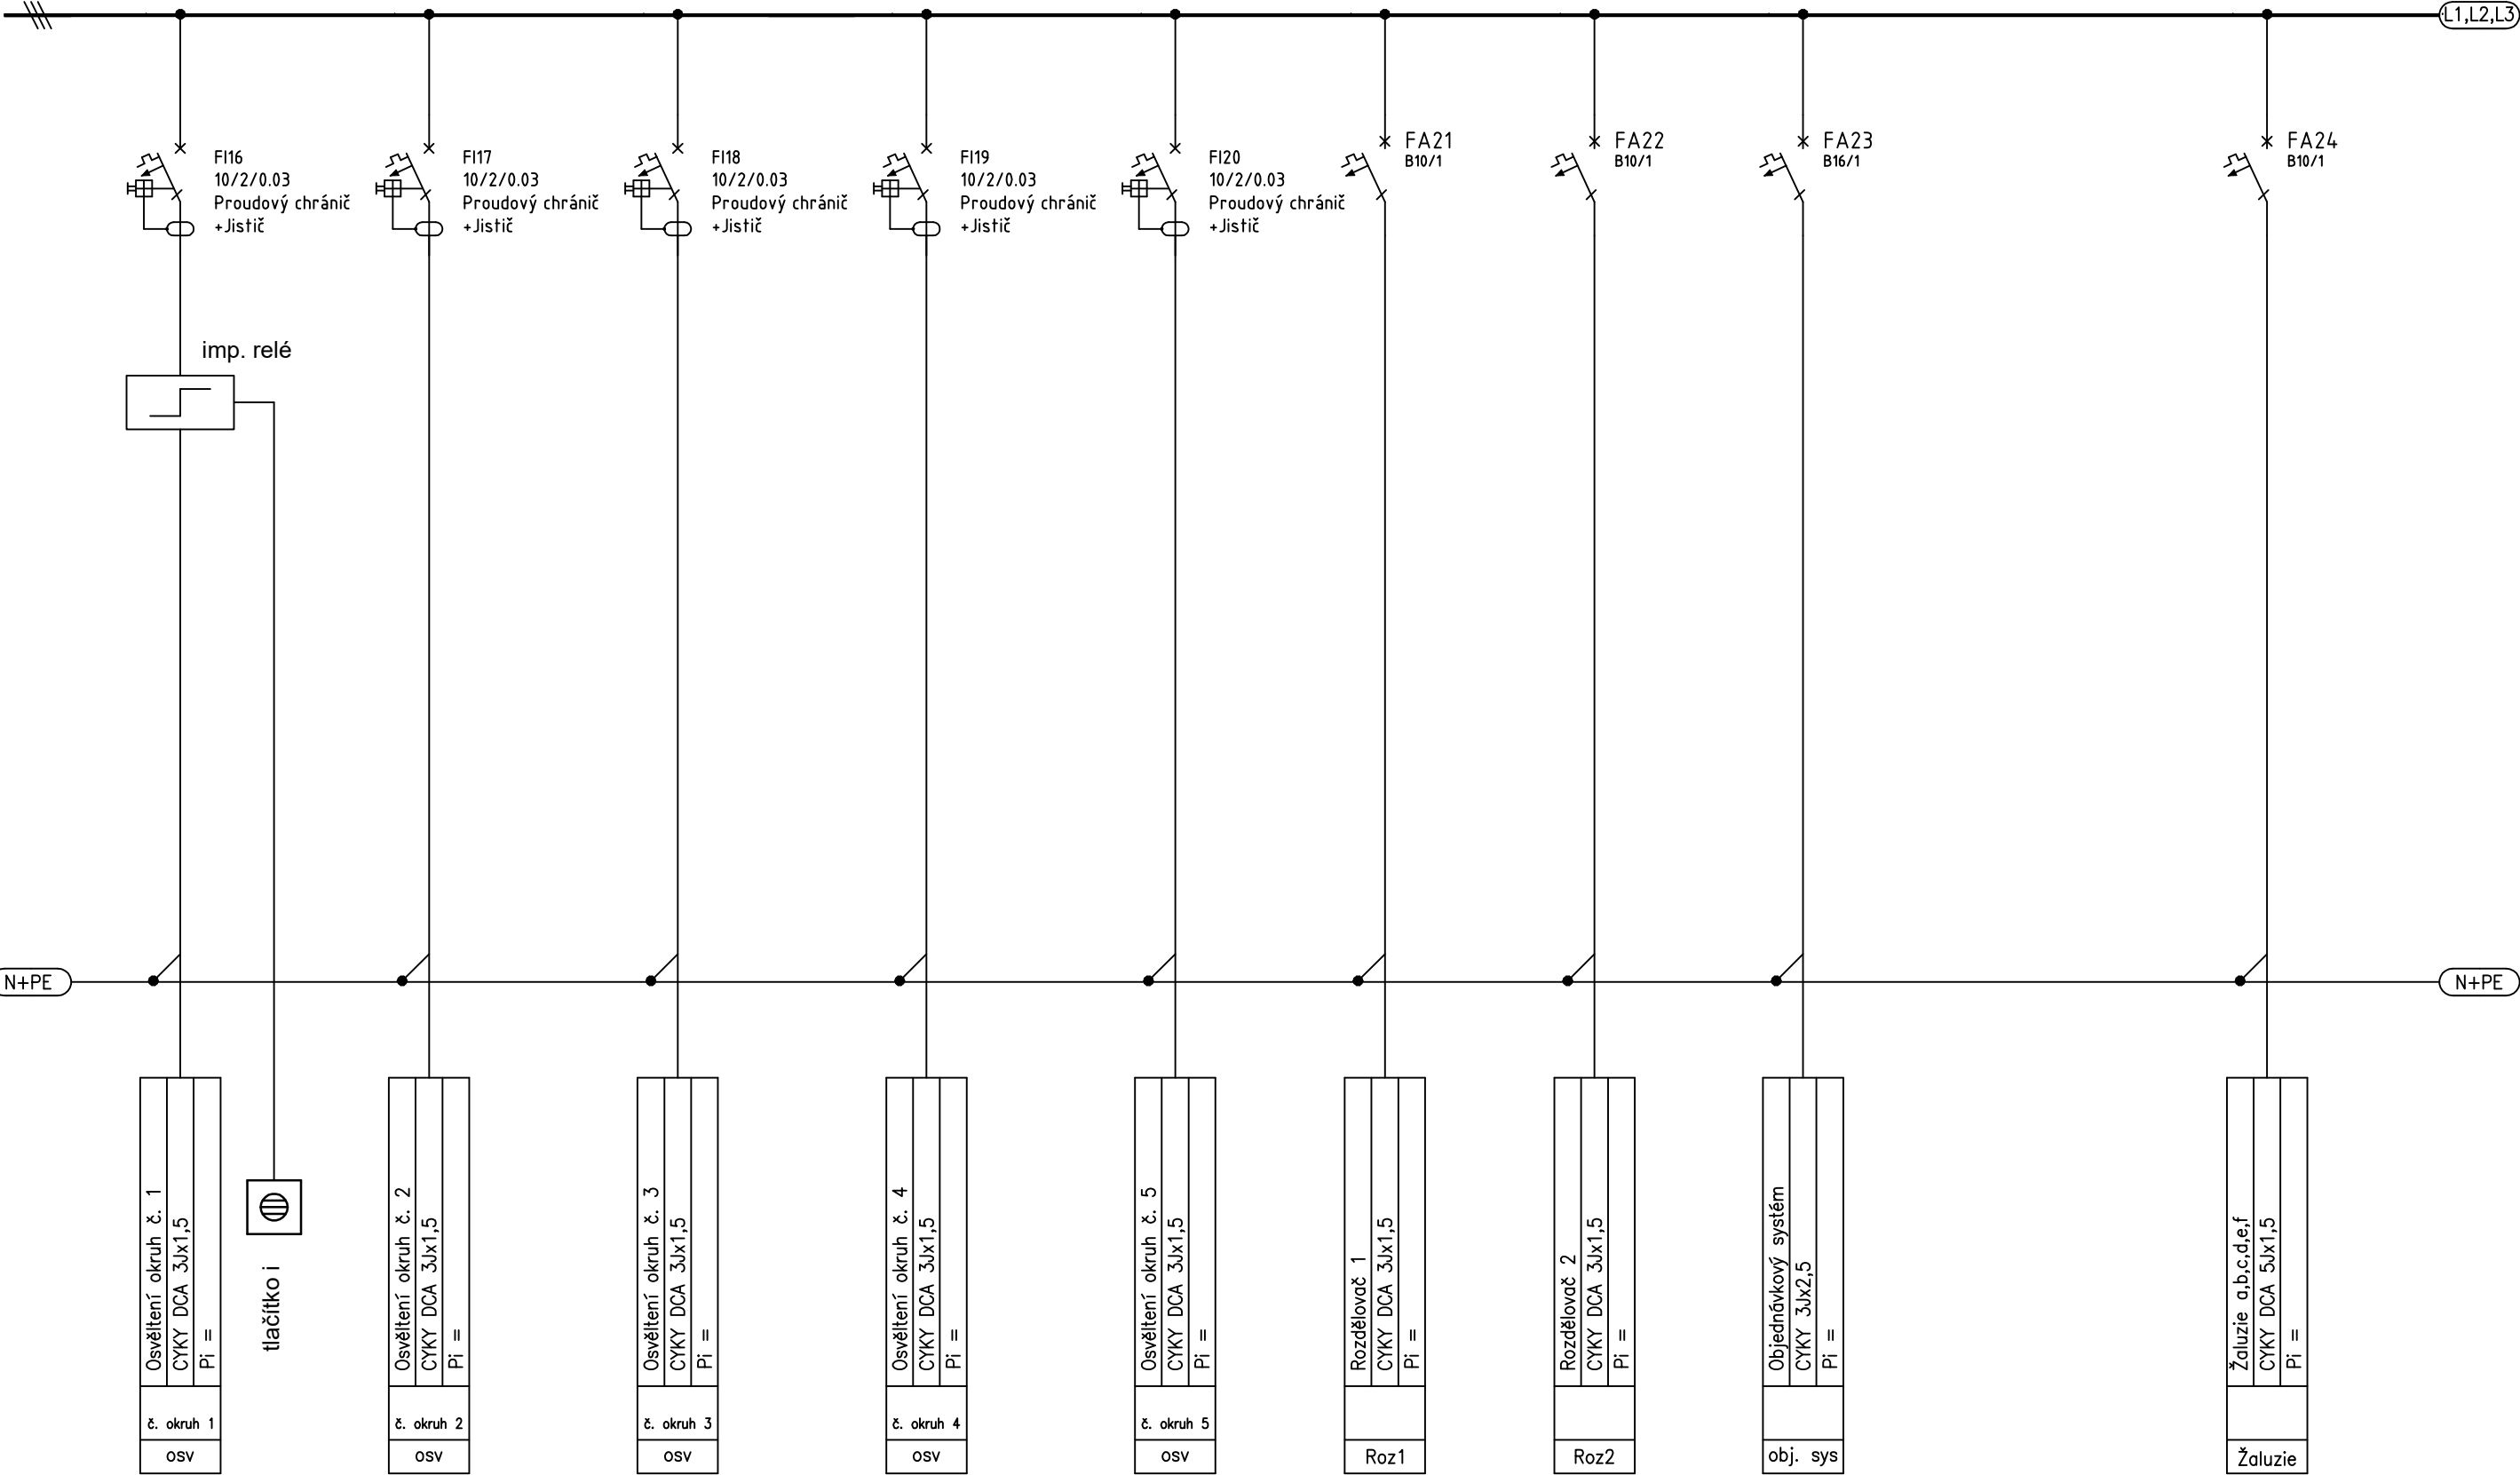 L1,L2,L3
FI16
10/2/0.03
Proudový chránič
+Jistič
FI17
10/2/0.03
Proudový chránič
+Jistič
FI18
10/2/0.03
Proudový chránič
+Jistič
FI19
10/2/0.03
Proudový chránič
+Jistič
FI20
10/2/0.03
Proudový chránič
+Jistič
FA21
B10/1
FA22
B10/1
FA23
B16/1
FA24
B10/1
imp. relé
N+PE
N+PE
Osvěltení okruh č. 1
CYKY DCA 3Jx1,5
Pi =
č. okruh 1
osv
tlačítko i
Osvěltení okruh č. 2
CYKY DCA 3Jx1,5
Pi =
č. okruh 2
osv
Osvěltení okruh č. 3
CYKY DCA 3Jx1,5
Pi =
č. okruh 3
osv
Osvěltení okruh č. 4
CYKY DCA 3Jx1,5
Pi =
č. okruh 4
osv
Osvěltení okruh č. 5
CYKY DCA 3Jx1,5
Pi =
č. okruh 5
osv
Rozdělovač 1
CYKY DCA 3Jx1,5
Pi =
Roz1
Rozdělovač 2
CYKY DCA 3Jx1,5
Pi =
Roz2
Objednávkový systém
CYKY 3Jx2,5
Pi =
obj. sys
Žaluzie a,b,c,d,e,f
CYKY DCA 5Jx1,5
Pi =
Žaluzie